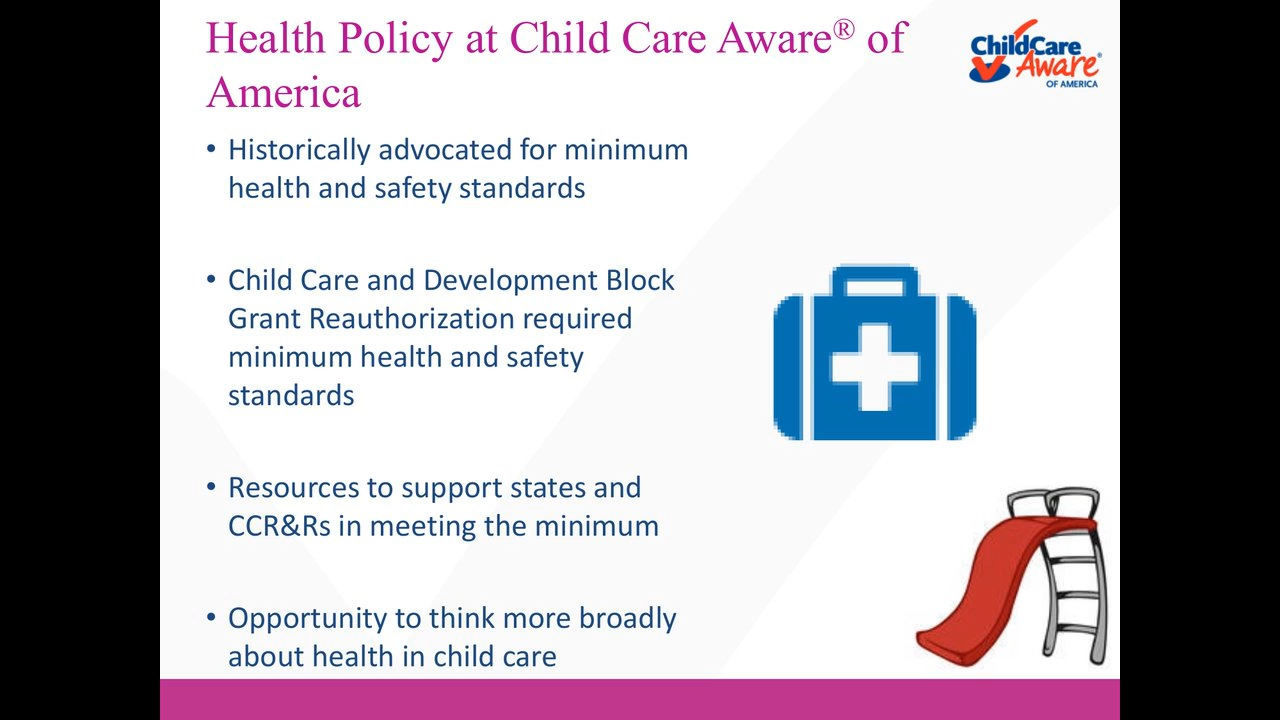 Health Policy at Child Care Aware® of
America
ChildCare
Aware®
OF AMERICA
• Historically advocated for minimum
health and safety standards
• Child Care and Development Block
Grant Reauthorization required
minimum health and safety
standards
• Resources to support states and
CCR&Rs in meeting the minimum
• Opportunity to think more broadly
about health in child care